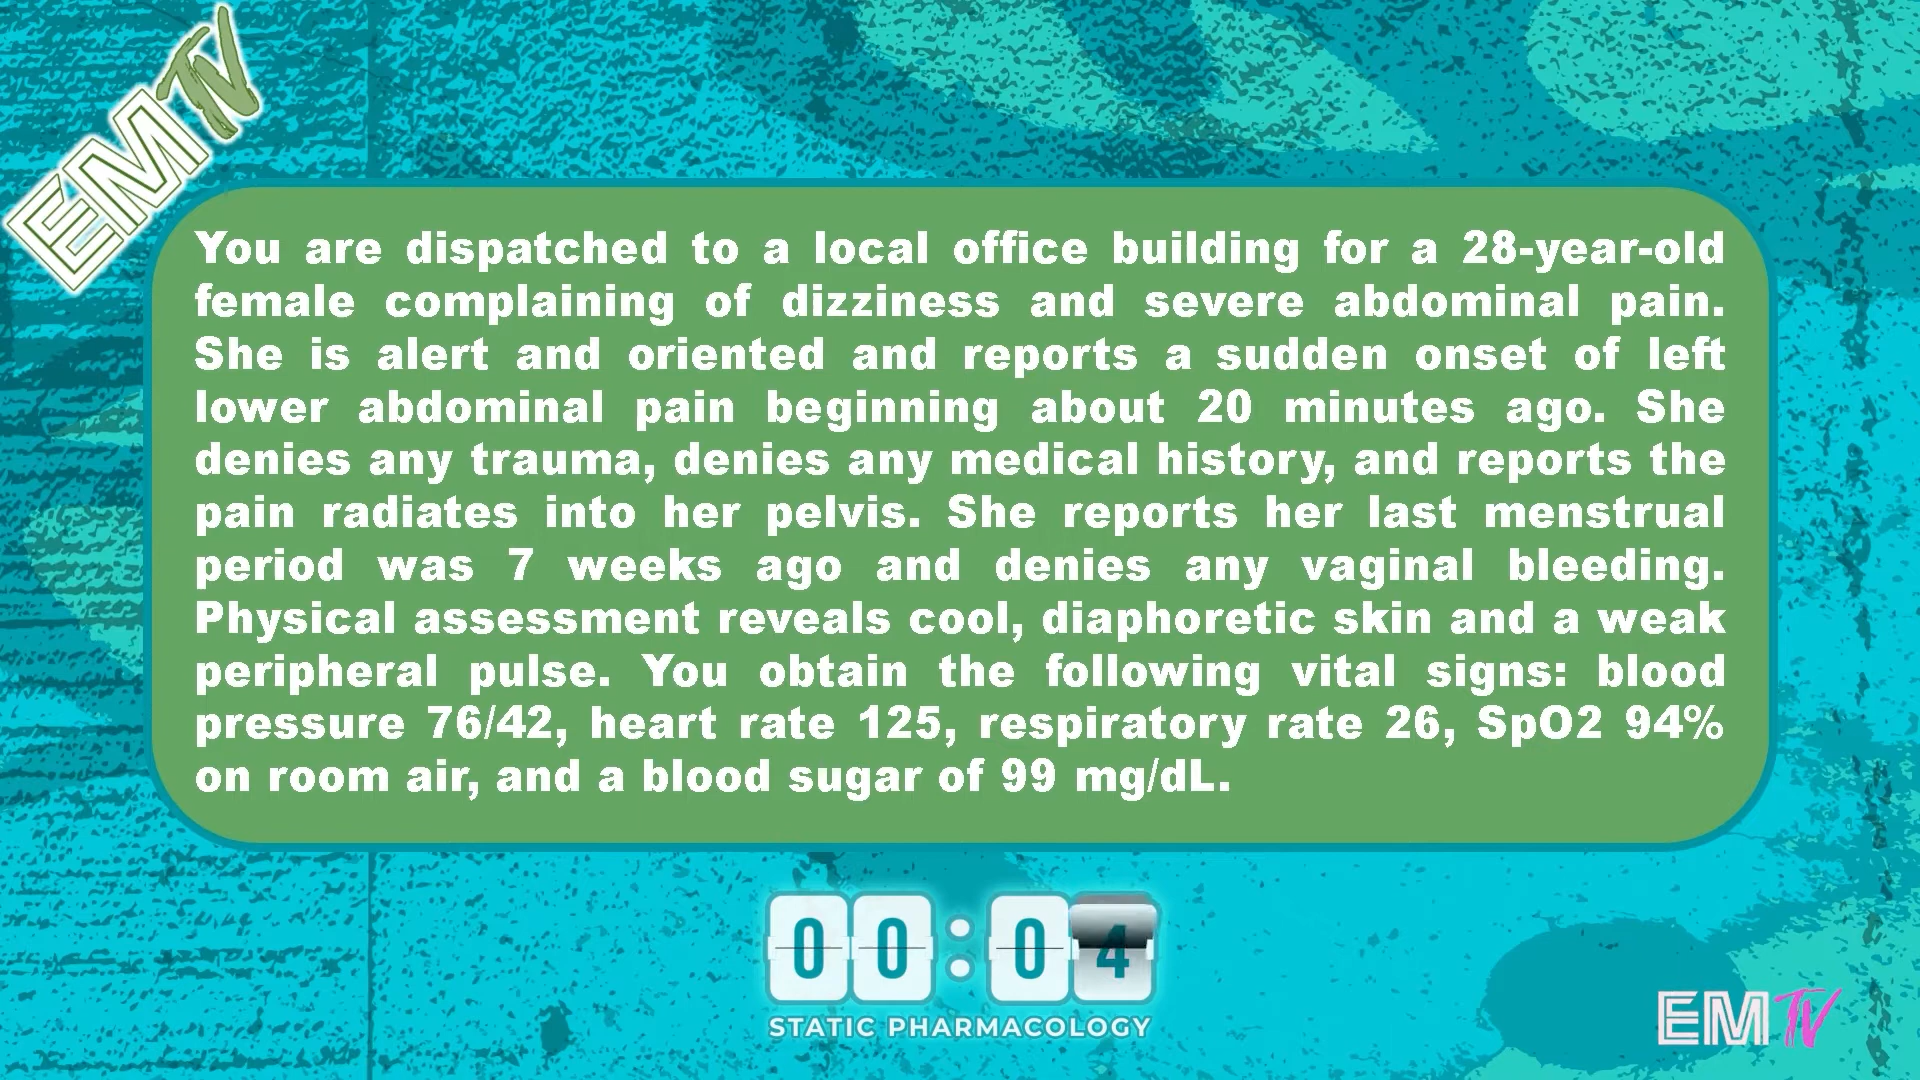 EMTV
You are dispatched to a local office building for a 28-year-old
female complaining of dizziness and severe abdominal pain.
She is alert and oriented and reports a sudden onset of left
lower abdominal pain beginning about 20 minutes ago. She
denies any trauma, denies any medical history, and reports the
pain radiates into her pelvis. She reports her last menstrual
period was 7 weeks ago and denies any vaginal bleeding.
Physical assessment reveals cool, diaphoretic skin and a weak
peripheral pulse. You obtain the following vital signs: blood
pressure 76/42, heart rate 125, respiratory rate 26, SpO2 94%
on room air, and a blood sugar of 99 mg/dL.
00:04
STATIC PHARMACOLOGY
EMTV